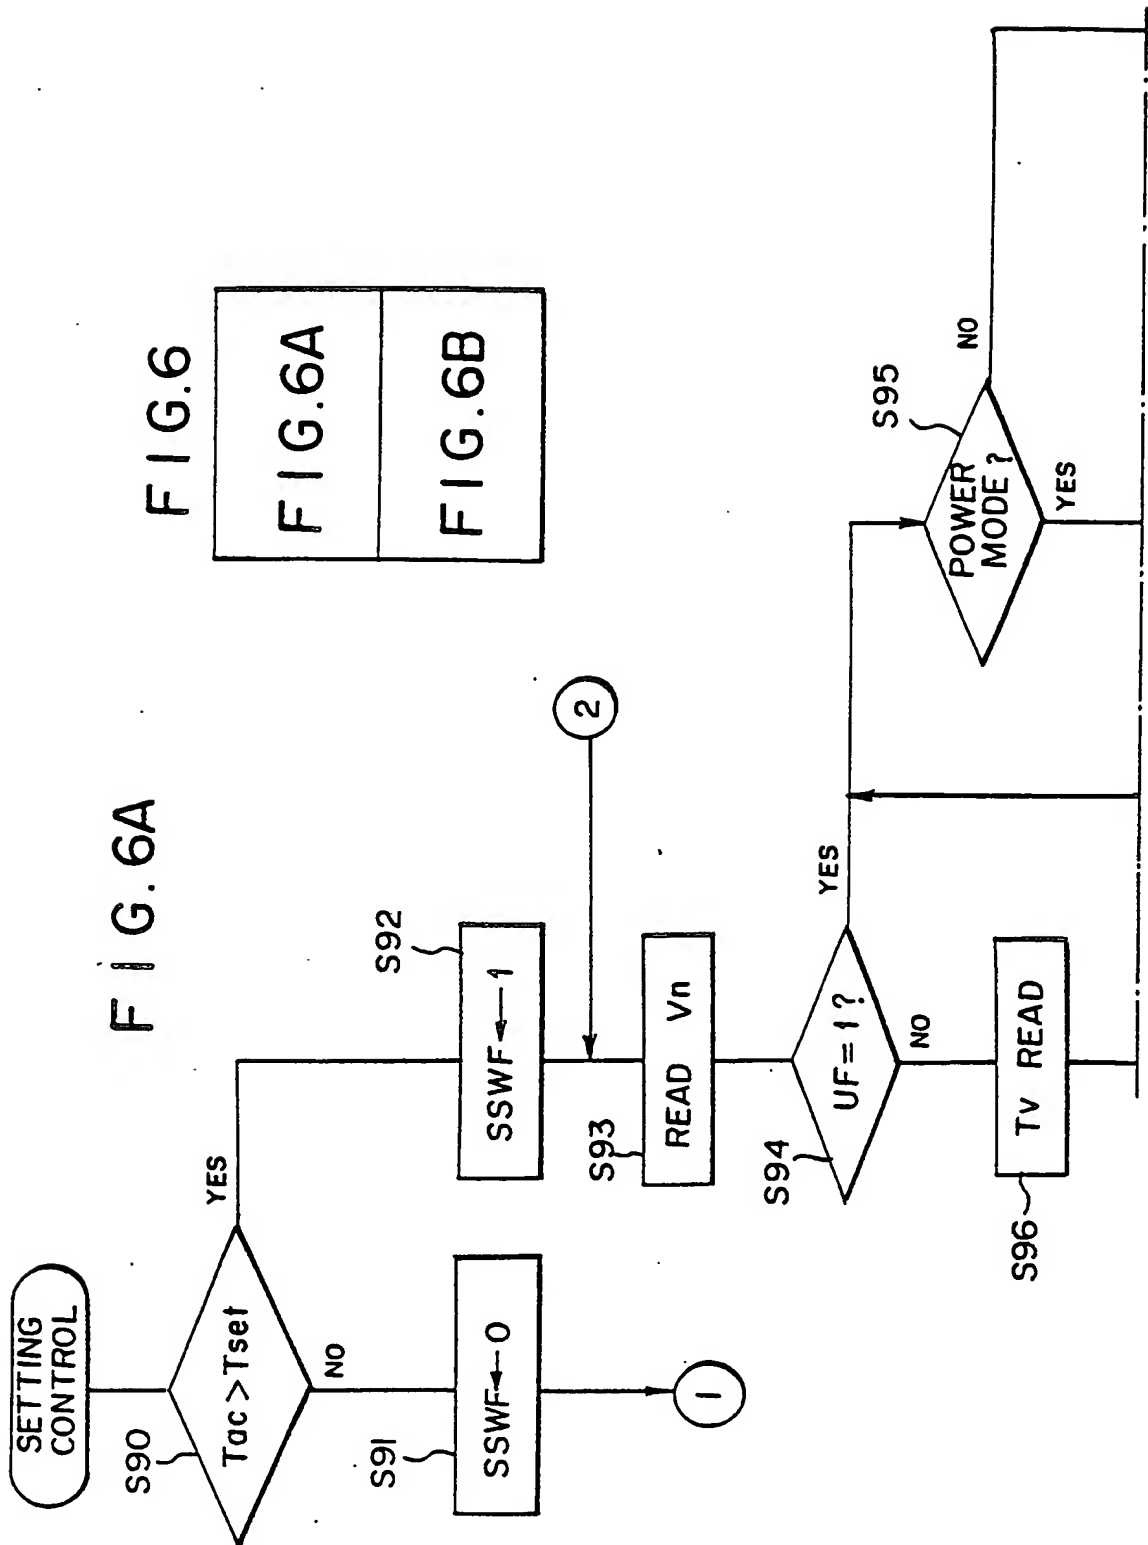 FIG.6A
FIG.6
FIG.6A
FIG.6B
SETTING
CONTROL
S90
Tac>Tset
YES
NO
S91
SSWF←0
1
S92
SSWF←1
2
S93
READ Vn
S94
UF=1?
YES
NO
S96
Tv READ
S95
POWER
MODE?
NO
YES